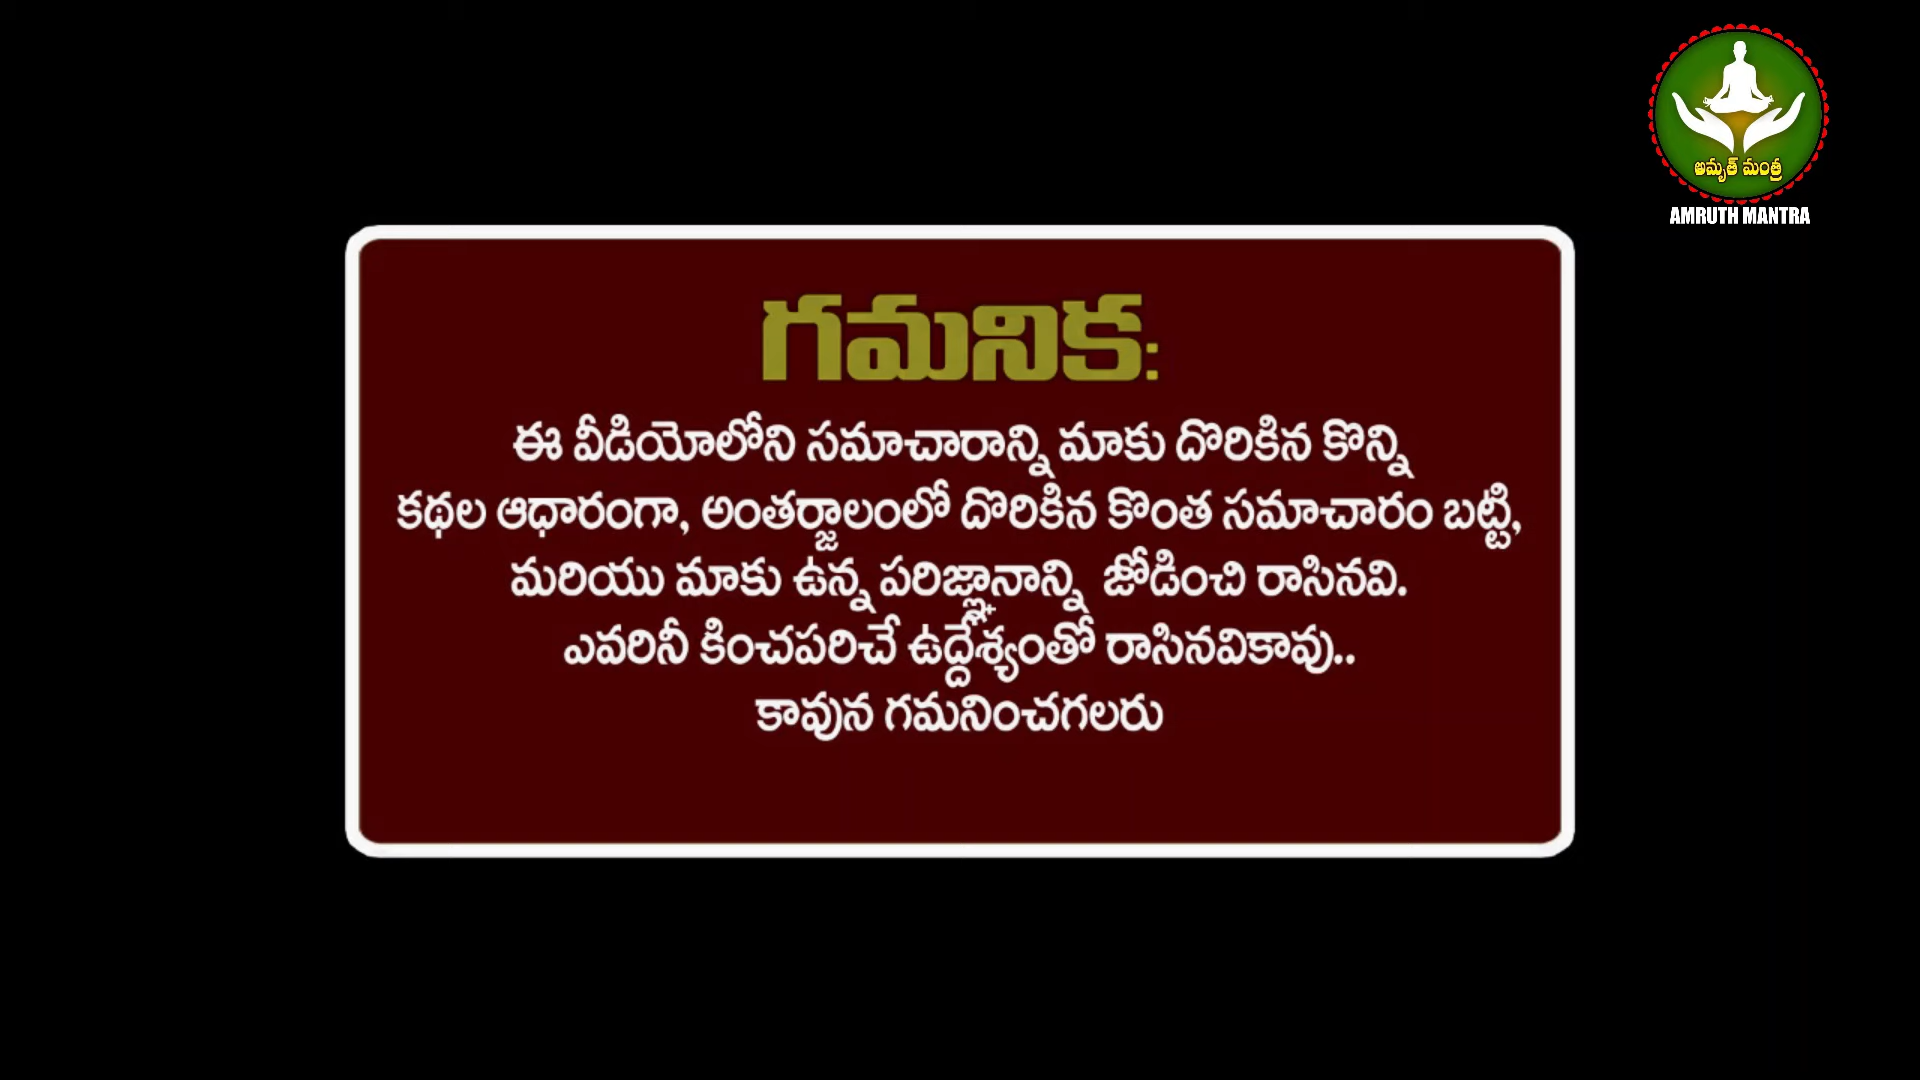 అమృత్ మంత్ర
AMRUTH MANTRA
గమనిక:
ఈ వీడియోలోని సమాచారాన్ని మాకు దొరికిన కొన్ని
కథల ఆధారంగా, అంతర్జాలంలో దొరికిన కొంత సమాచారం బట్టి,
మరియు మాకు ఉన్న పరిజ్ఞానాన్ని జోడించి రాసినవి.
ఎవరినీ కించపరిచే ఉద్దేశ్యంతో రాసినవికావు..
కావున గమనించగలరు